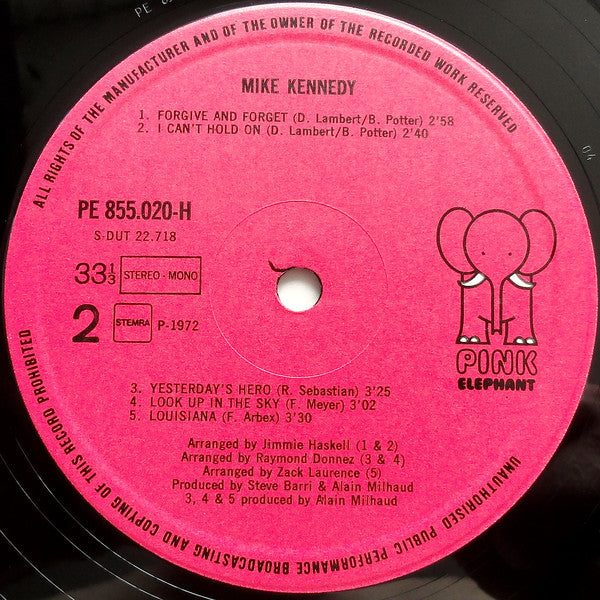 ALL RIGHTS OF THE MANUFACTURER AND OF THE OWNER OF THE RECORDED WORK RESERVED
MIKE KENNEDY
1. FORGIVE AND FORGET (D. Lambert/B. Potter) 2'58
2. I CAN'T HOLD ON (D. Lambert/B. Potter) 2'40
PE 855.020-H
S-DUT 22.718
33⅓ STEREO - MONO
2 STEMRA P-1972
PINK
ELEPHANT
3. YESTERDAY'S HERO (R. Sebastian) 3'25
4. LOOK UP IN THE SKY (F. Meyer) 3'02
5. LOUISIANA (F. Arbex) 3'30
Arranged by Jimmie Haskell (1 & 2)
Arranged by Raymond Donnez (3 & 4)
Arranged by Zack Laurence (5)
Produced by Steve Barri & Alain Milhaud
3, 4 & 5 produced by Alain Milhaud
UNAUTHORISED PUBLIC PERFORMANCE BROADCASTING AND COPYING OF THIS RECORD PROHIBITED